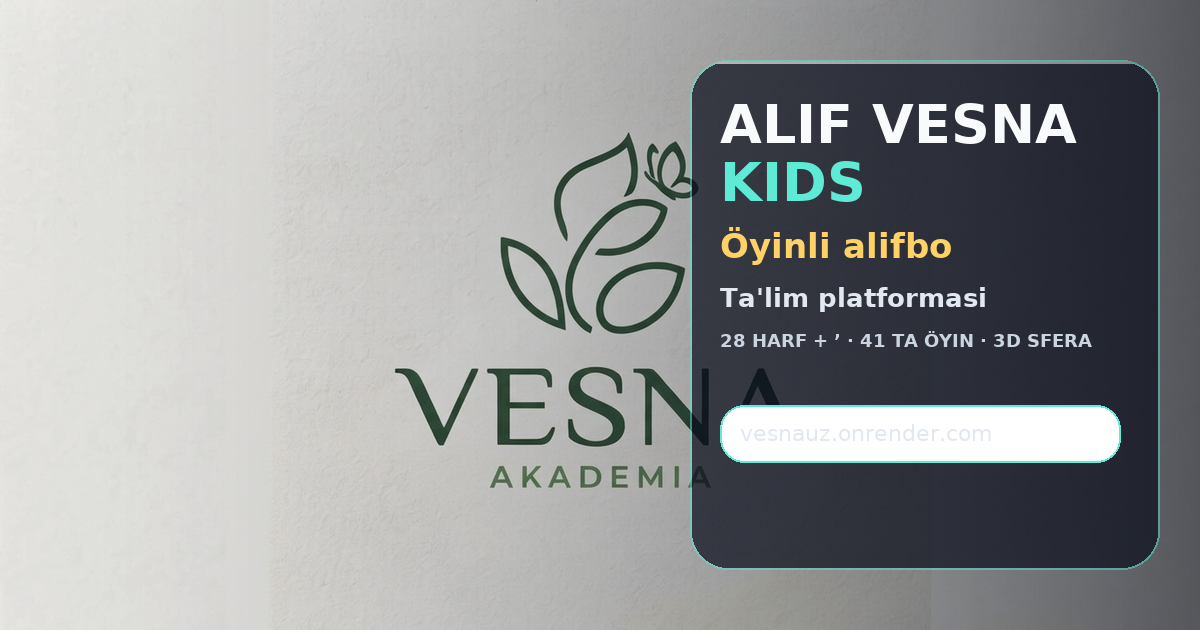 VESNA
AKADEMIA
ALIF VESNA
KIDS
Öyinli alifbo
Ta'lim platformasi
28 HARF + ’ · 41 TA ÖYIN · 3D SFERA
vesnauz.onrender.com